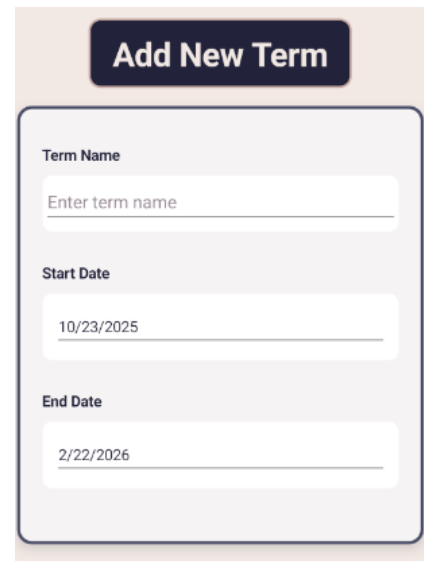 Add New Term
Term Name
Enter term name
Start Date
10/23/2025
End Date
2/22/2026